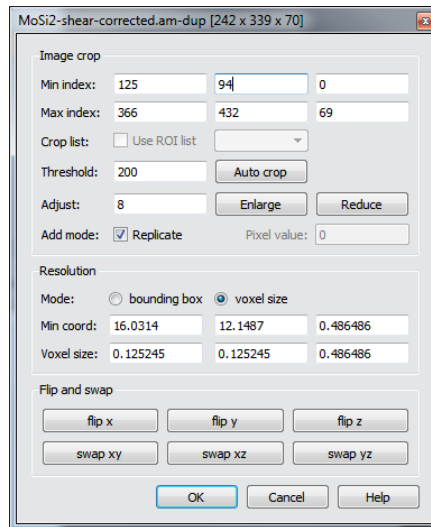 MoSi2-shear-corrected.am-dup [242 x 339 x 70]
Image crop
Min index: 125 94 0
Max index: 366 432 69
Crop list: Use ROI list
Threshold: 200 Auto crop
Adjust: 8 Enlarge Reduce
Add mode: Replicate Pixel value: 0
Resolution
Mode: bounding box voxel size
Min coord: 16.0314 12.1487 0.486486
Voxel size: 0.125245 0.125245 0.486486
Flip and swap
flip x flip y flip z
swap xy swap xz swap yz
OK Cancel Help